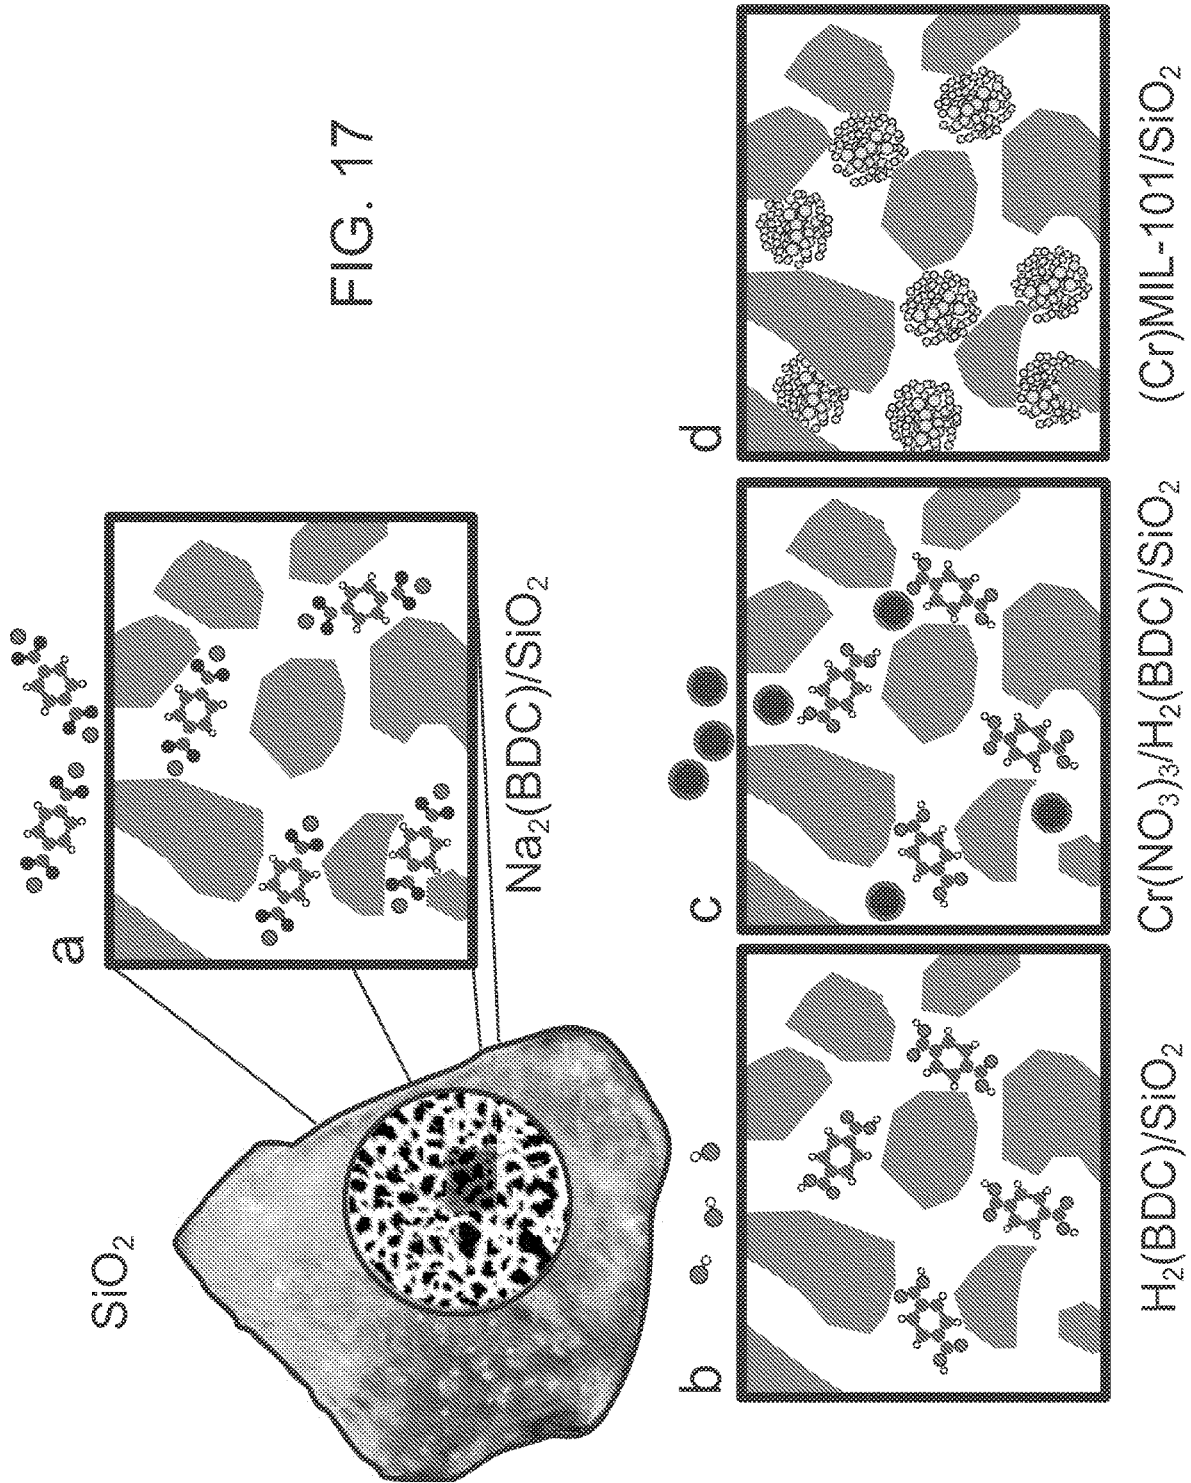 SiO₂
a
Na₂(BDC)/SiO₂
FIG. 17
b
H₂(BDC)/SiO₂
c
Cr(NO₃)₃/H₂(BDC)/SiO₂
d
(Cr)MIL-101/SiO₂